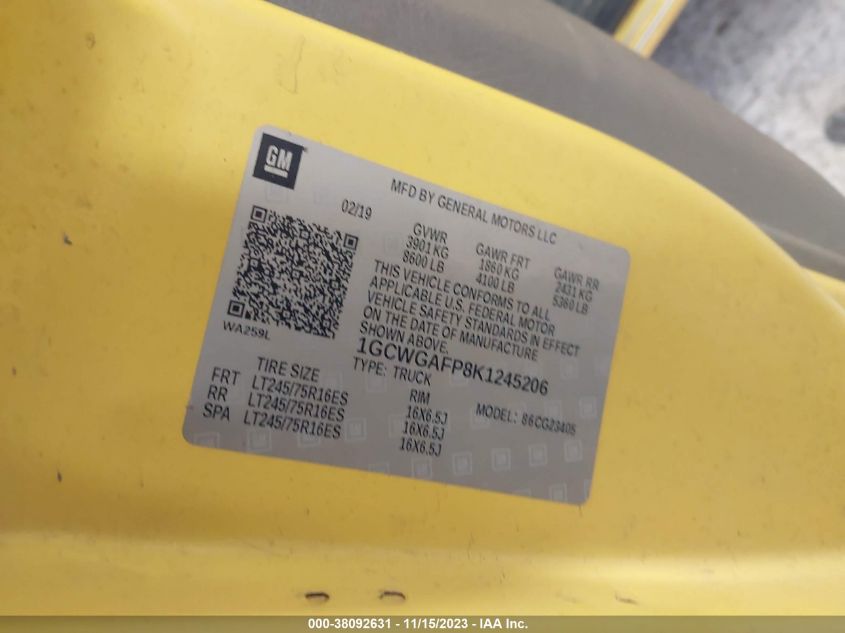 GM
MFD BY GENERAL MOTORS LLC
02/19
GVWR
3901 KG
8600 LB
GAWR FRT
1860 KG
4100 LB
GAWR RR
2431 KG
5360 LB
THIS VEHICLE CONFORMS TO ALL
APPLICABLE U.S. FEDERAL MOTOR
VEHICLE SAFETY STANDARDS IN EFFECT
ON THE DATE OF MANUFACTURE
SHOWN ABOVE.
WA259L
1GCWGAFP8K1245206
TYPE: TRUCK
MODEL: 86CG23405
TIRE SIZE
RIM
FRT LT245/75R16ES 16X6.5J
RR LT245/75R16ES 16X6.5J
SPA LT245/75R16ES 16X6.5J
000-38092631 - 11/15/2023 - IAA Inc.